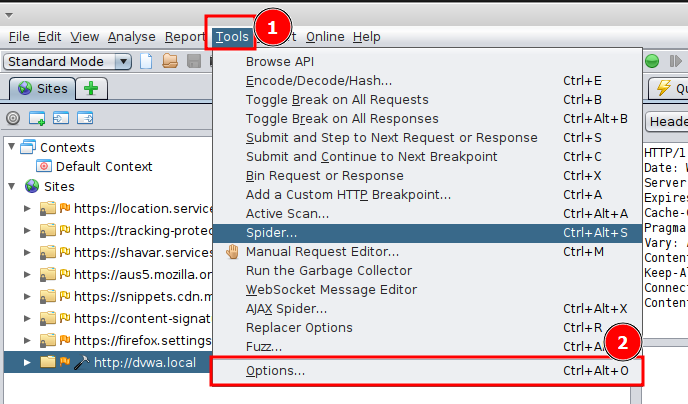 File Edit View Analyse Report Tools Online Help
1
Standard Mode
Sites
Contexts
Default Context
Sites
https://location.service
https://tracking-prote
https://shavar.services
https://aus5.mozilla.or
https://snippets.cdn.m
https://content-signat
https://firefox.settings
http://dvwa.local
Browse API
Encode/Decode/Hash... Ctrl+E
Toggle Break on All Requests Ctrl+B
Toggle Break on All Responses Ctrl+Alt+B
Submit and Step to Next Request or Response Ctrl+S
Submit and Continue to Next Breakpoint Ctrl+C
Bin Request or Response Ctrl+X
Add a Custom HTTP Breakpoint... Ctrl+A
Active Scan... Ctrl+Alt+A
Spider... Ctrl+Alt+S
Manual Request Editor... Ctrl+M
Run the Garbage Collector
WebSocket Message Editor
AJAX Spider... Ctrl+Alt+X
Replacer Options Ctrl+R
Fuzz... Ctrl+A
2
Options... Ctrl+Alt+O
Qu
Heade
HTTP/1
Date: W
Server
Expires
Cache-C
Pragma
Vary:
Conten
Keep-Al
Connec
Conten